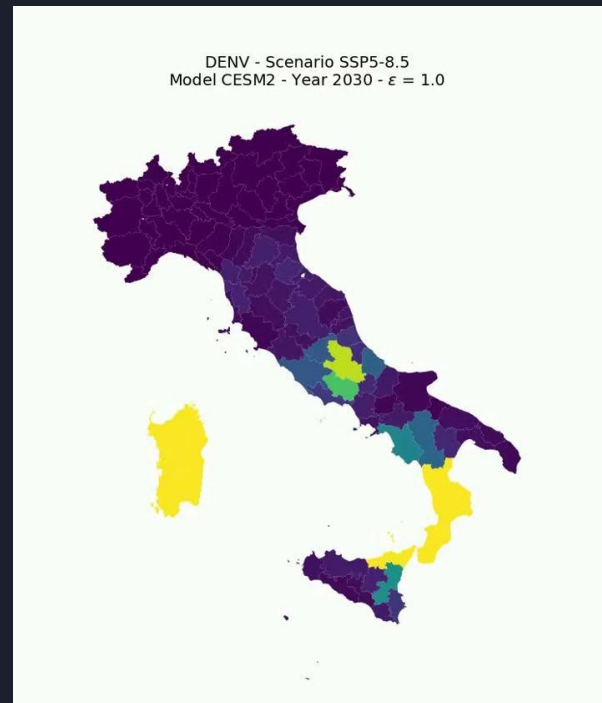 DENV - Scenario SSP5-8.5
Model CESM2 - Year 2030 - ε = 1.0